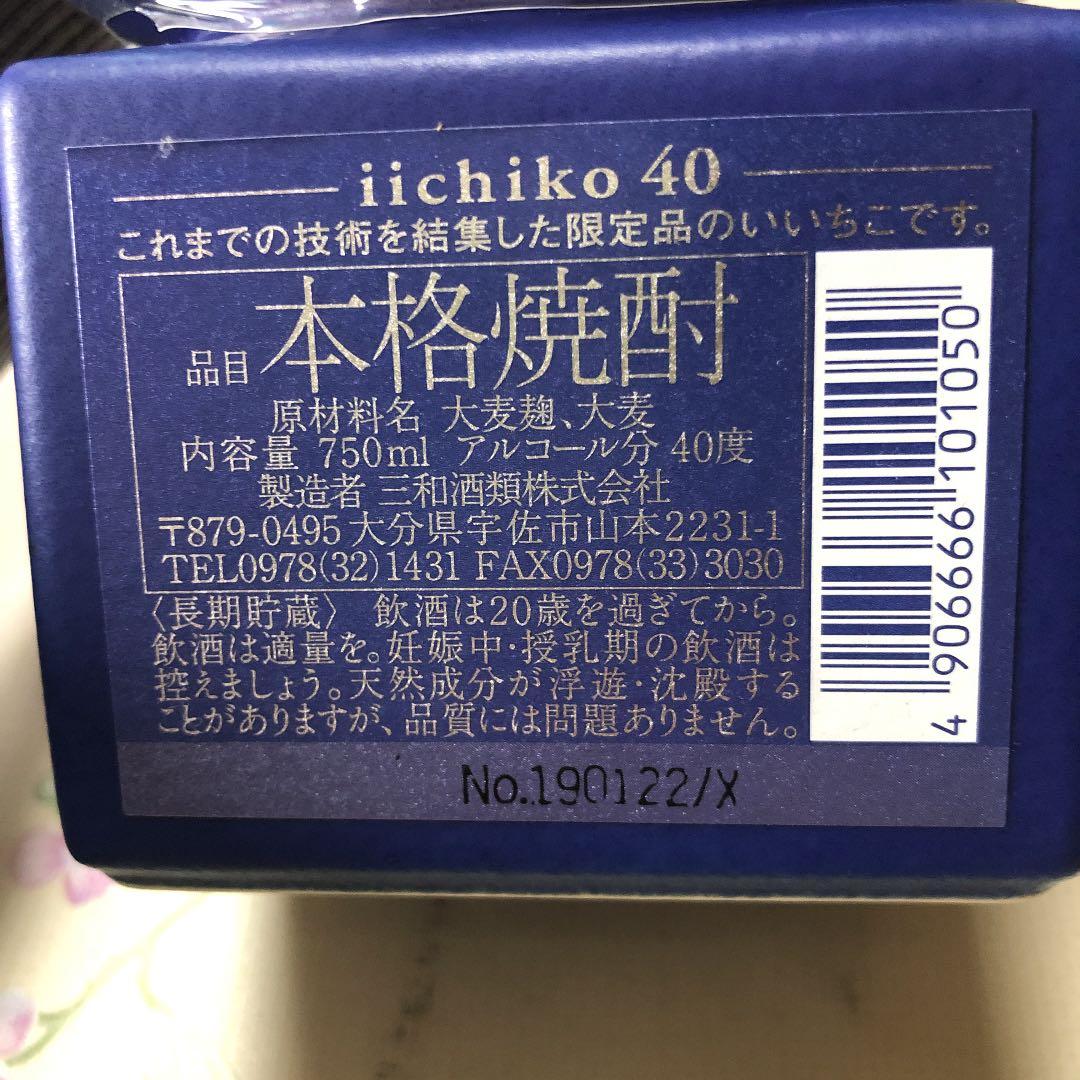 iichiko 40
これまでの技術を結集した限定品のいいちこです。
品目 本格焼酎
原材料名 大麦麹、大麦
内容量 750ml アルコール分 40度
製造者 三和酒類株式会社
〒879-0495 大分県宇佐市山本2231-1
TEL0978(32)1431 FAX0978(33)3030
〈長期貯蔵〉 飲酒は20歳を過ぎてから。
飲酒は適量を。妊娠中・授乳期の飲酒は
控えましょう。天然成分が浮遊・沈殿する
ことがありますが、品質には問題ありません。
4 906666 101050
No.190122/X